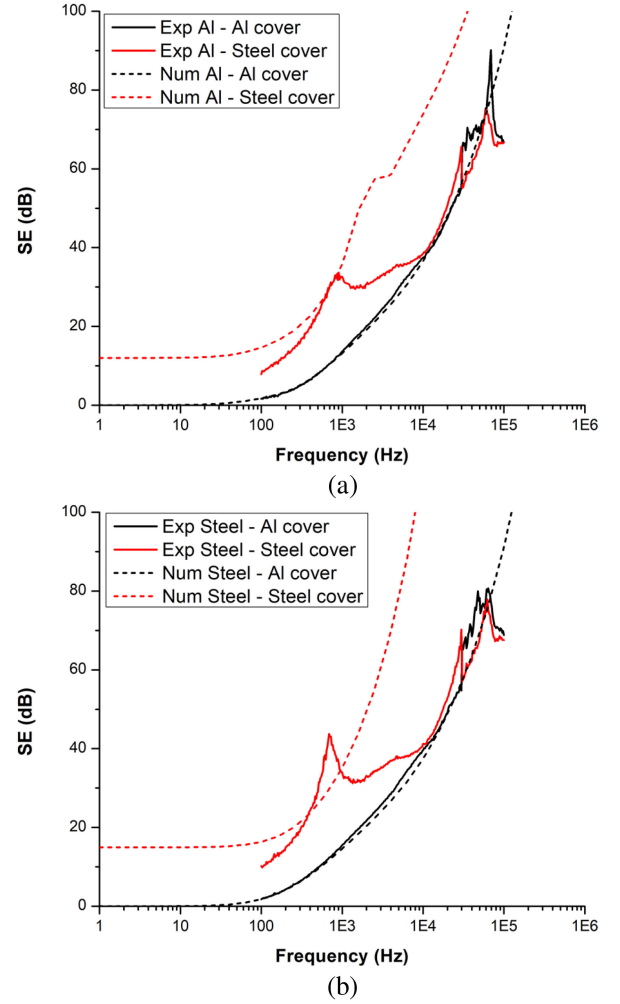 100
80
60
40
20
0
SE (dB)
Exp Al - Al cover
Exp Al - Steel cover
Num Al - Al cover
Num Al - Steel cover
1 10 100 1E3 1E4 1E5 1E6
Frequency (Hz)
(a)
100
80
60
40
20
0
SE (dB)
Exp Steel - Al cover
Exp Steel - Steel cover
Num Steel - Al cover
Num Steel - Steel cover
1 10 100 1E3 1E4 1E5 1E6
Frequency (Hz)
(b)